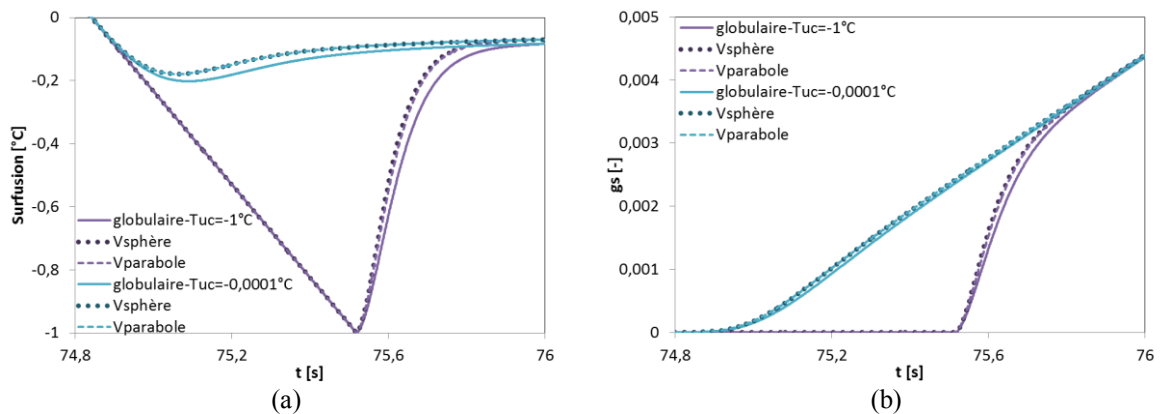 0
-0,2
-0,4
-0,6
-0,8
-1
Surfusion [°C]
globulaire-Tuc=-1°C
Vsphère
Vparabole
globulaire-Tuc=-0,0001°C
Vsphère
Vparabole
74,8
75,2
75,6
76
t [s]
(a)
0,005
0,004
0,003
0,002
0,001
0
gs [-]
globulaire-Tuc=-1°C
Vsphère
Vparabole
globulaire-Tuc=-0,0001°C
Vsphère
Vparabole
74,8
75,2
75,6
76
t [s]
(b)